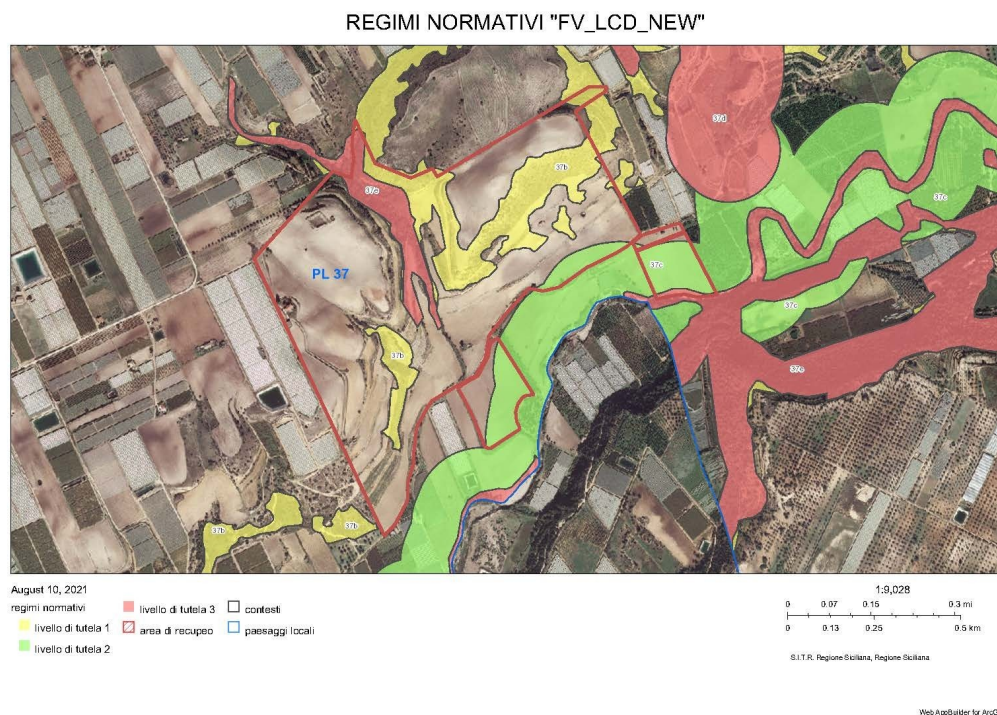 REGIMI NORMATIVI "FV_LCD_NEW"
37d
37b
37e
37c
37c
PL 37
37c
37b
37e
37b
37b
August 10, 2021
regimi normativi
livello di tutela 1
livello di tutela 2
livello di tutela 3
area di recupeo
contesti
paesaggi locali
1:9,028
0 0.07 0.15 0.3 mi
0 0.13 0.25 0.5 km
S.I.T.R. Regione Siciliana, Regione Siciliana
Web AppBuilder for ArcG